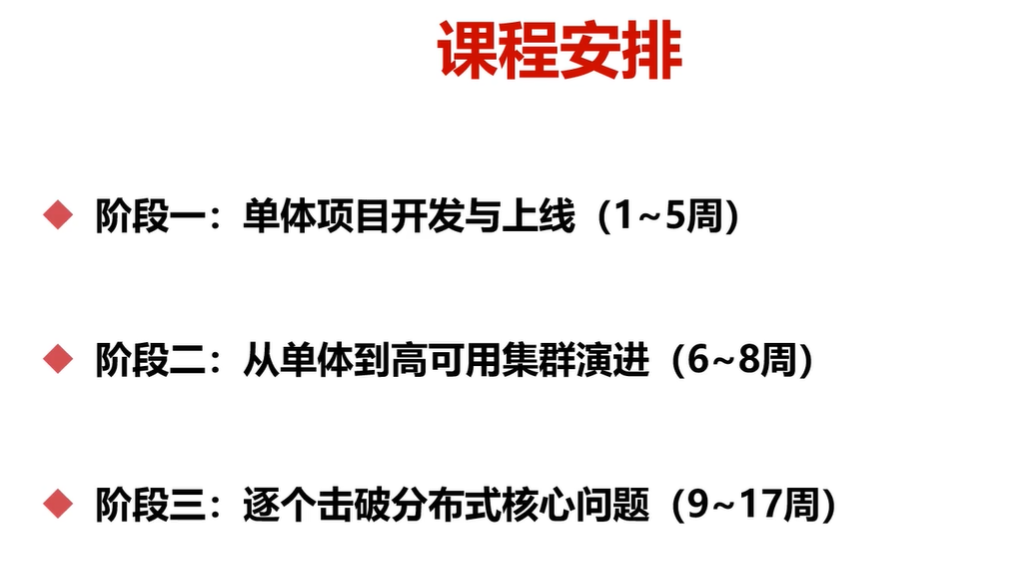 课程安排
阶段一：单体项目开发与上线（1~5周）
阶段二：从单体到高可用集群演进（6~8周）
阶段三：逐个击破分布式核心问题（9~17周）